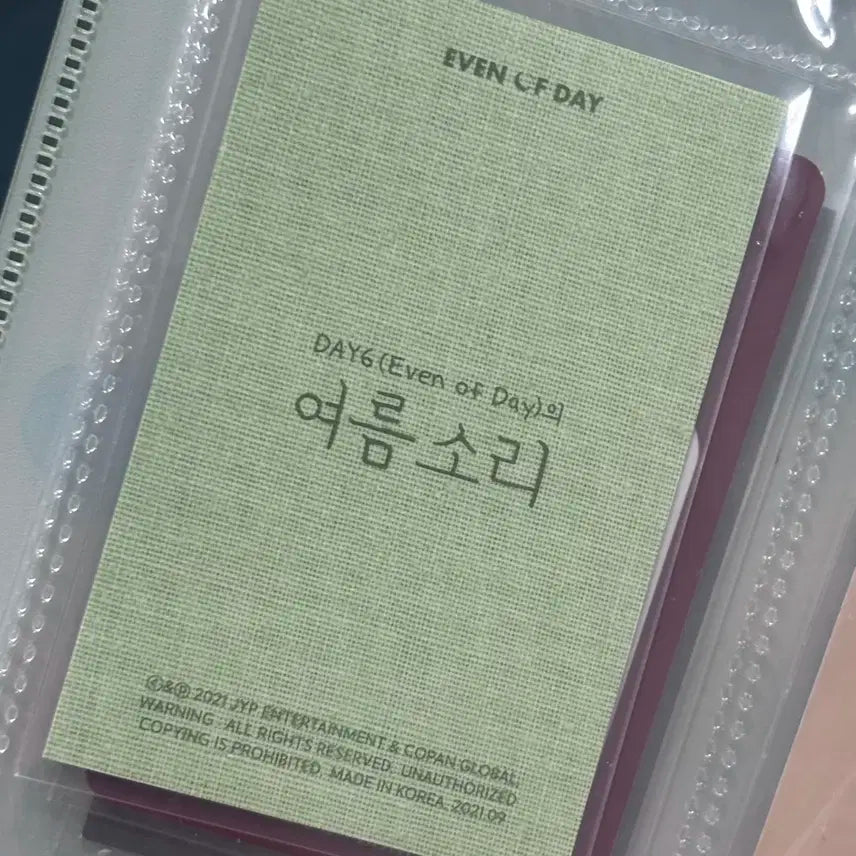 EVEN OF DAY
DAY6(Even of Day)의
여름소리
©&℗ 2021 JYP ENTERTAINMENT & COPAN GLOBAL.
WARNING : ALL RIGHTS RESERVED. UNAUTHORIZED
COPYING IS PROHIBITED. MADE IN KOREA. 2021.09